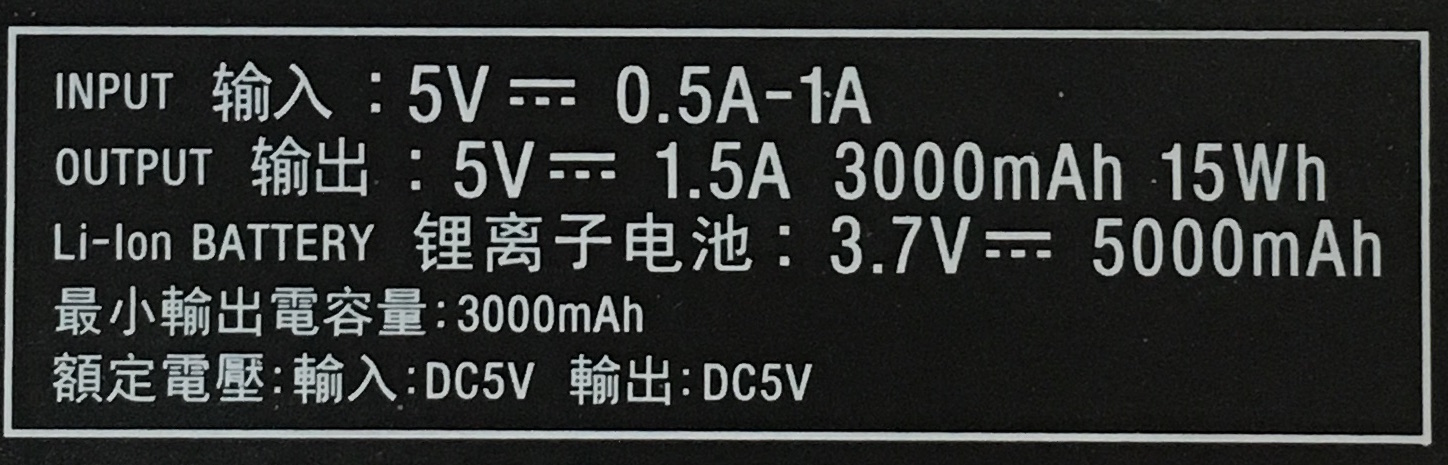 INPUT 输入 : 5V⎓ 0.5A-1A
OUTPUT 输出 : 5V⎓ 1.5A 3000mAh 15Wh
Li-Ion BATTERY 锂离子电池 : 3.7V⎓ 5000mAh
最小輸出電容量:3000mAh
額定電壓:輸入:DC5V 輸出:DC5V